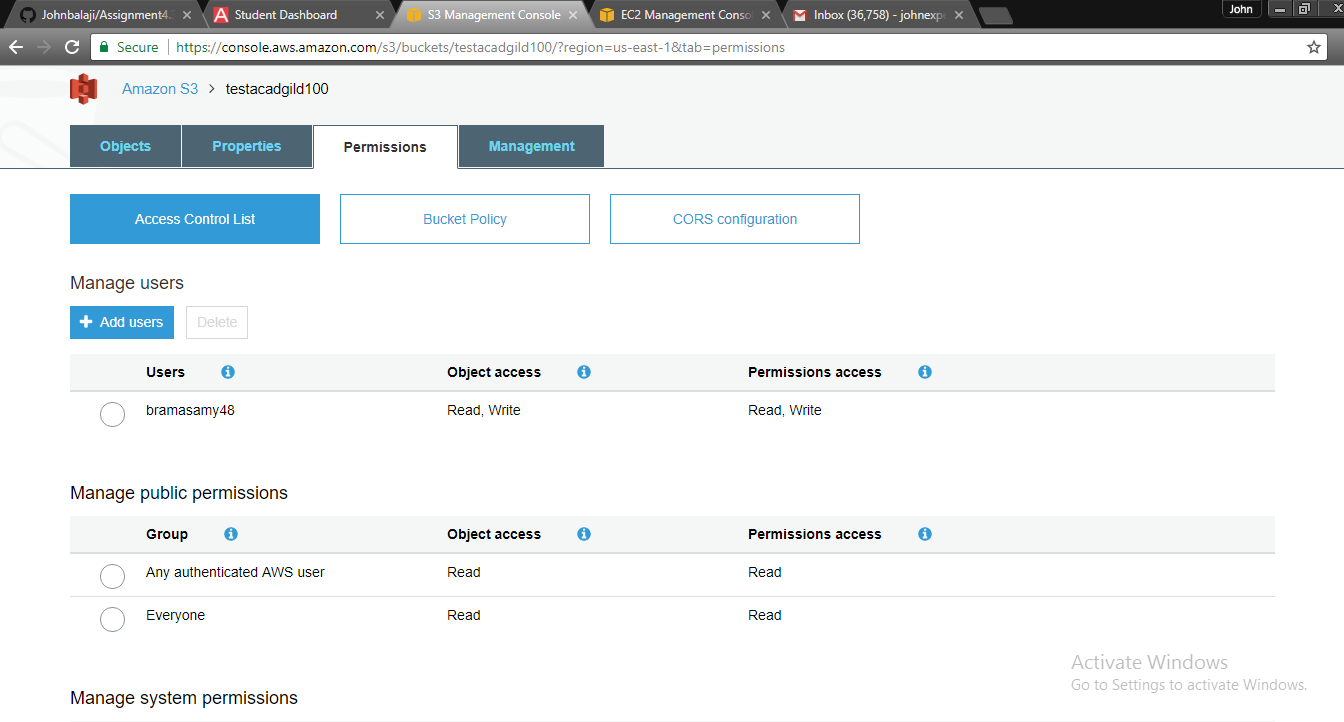 Johnbalaji/Assignment4. Student Dashboard S3 Management Console EC2 Management Conso Inbox (36,758) - johnexp John
Secure https://console.aws.amazon.com/s3/buckets/testacadgild100/?region=us-east-1&tab=permissions
Amazon S3 > testacadgild100
Objects Properties Permissions Management
Access Control List Bucket Policy CORS configuration
Manage users
+ Add users Delete
Users Object access Permissions access
bramasamy48 Read, Write Read, Write
Manage public permissions
Group Object access Permissions access
Any authenticated AWS user Read Read
Everyone Read Read
Activate Windows
Go to Settings to activate Windows.
Manage system permissions